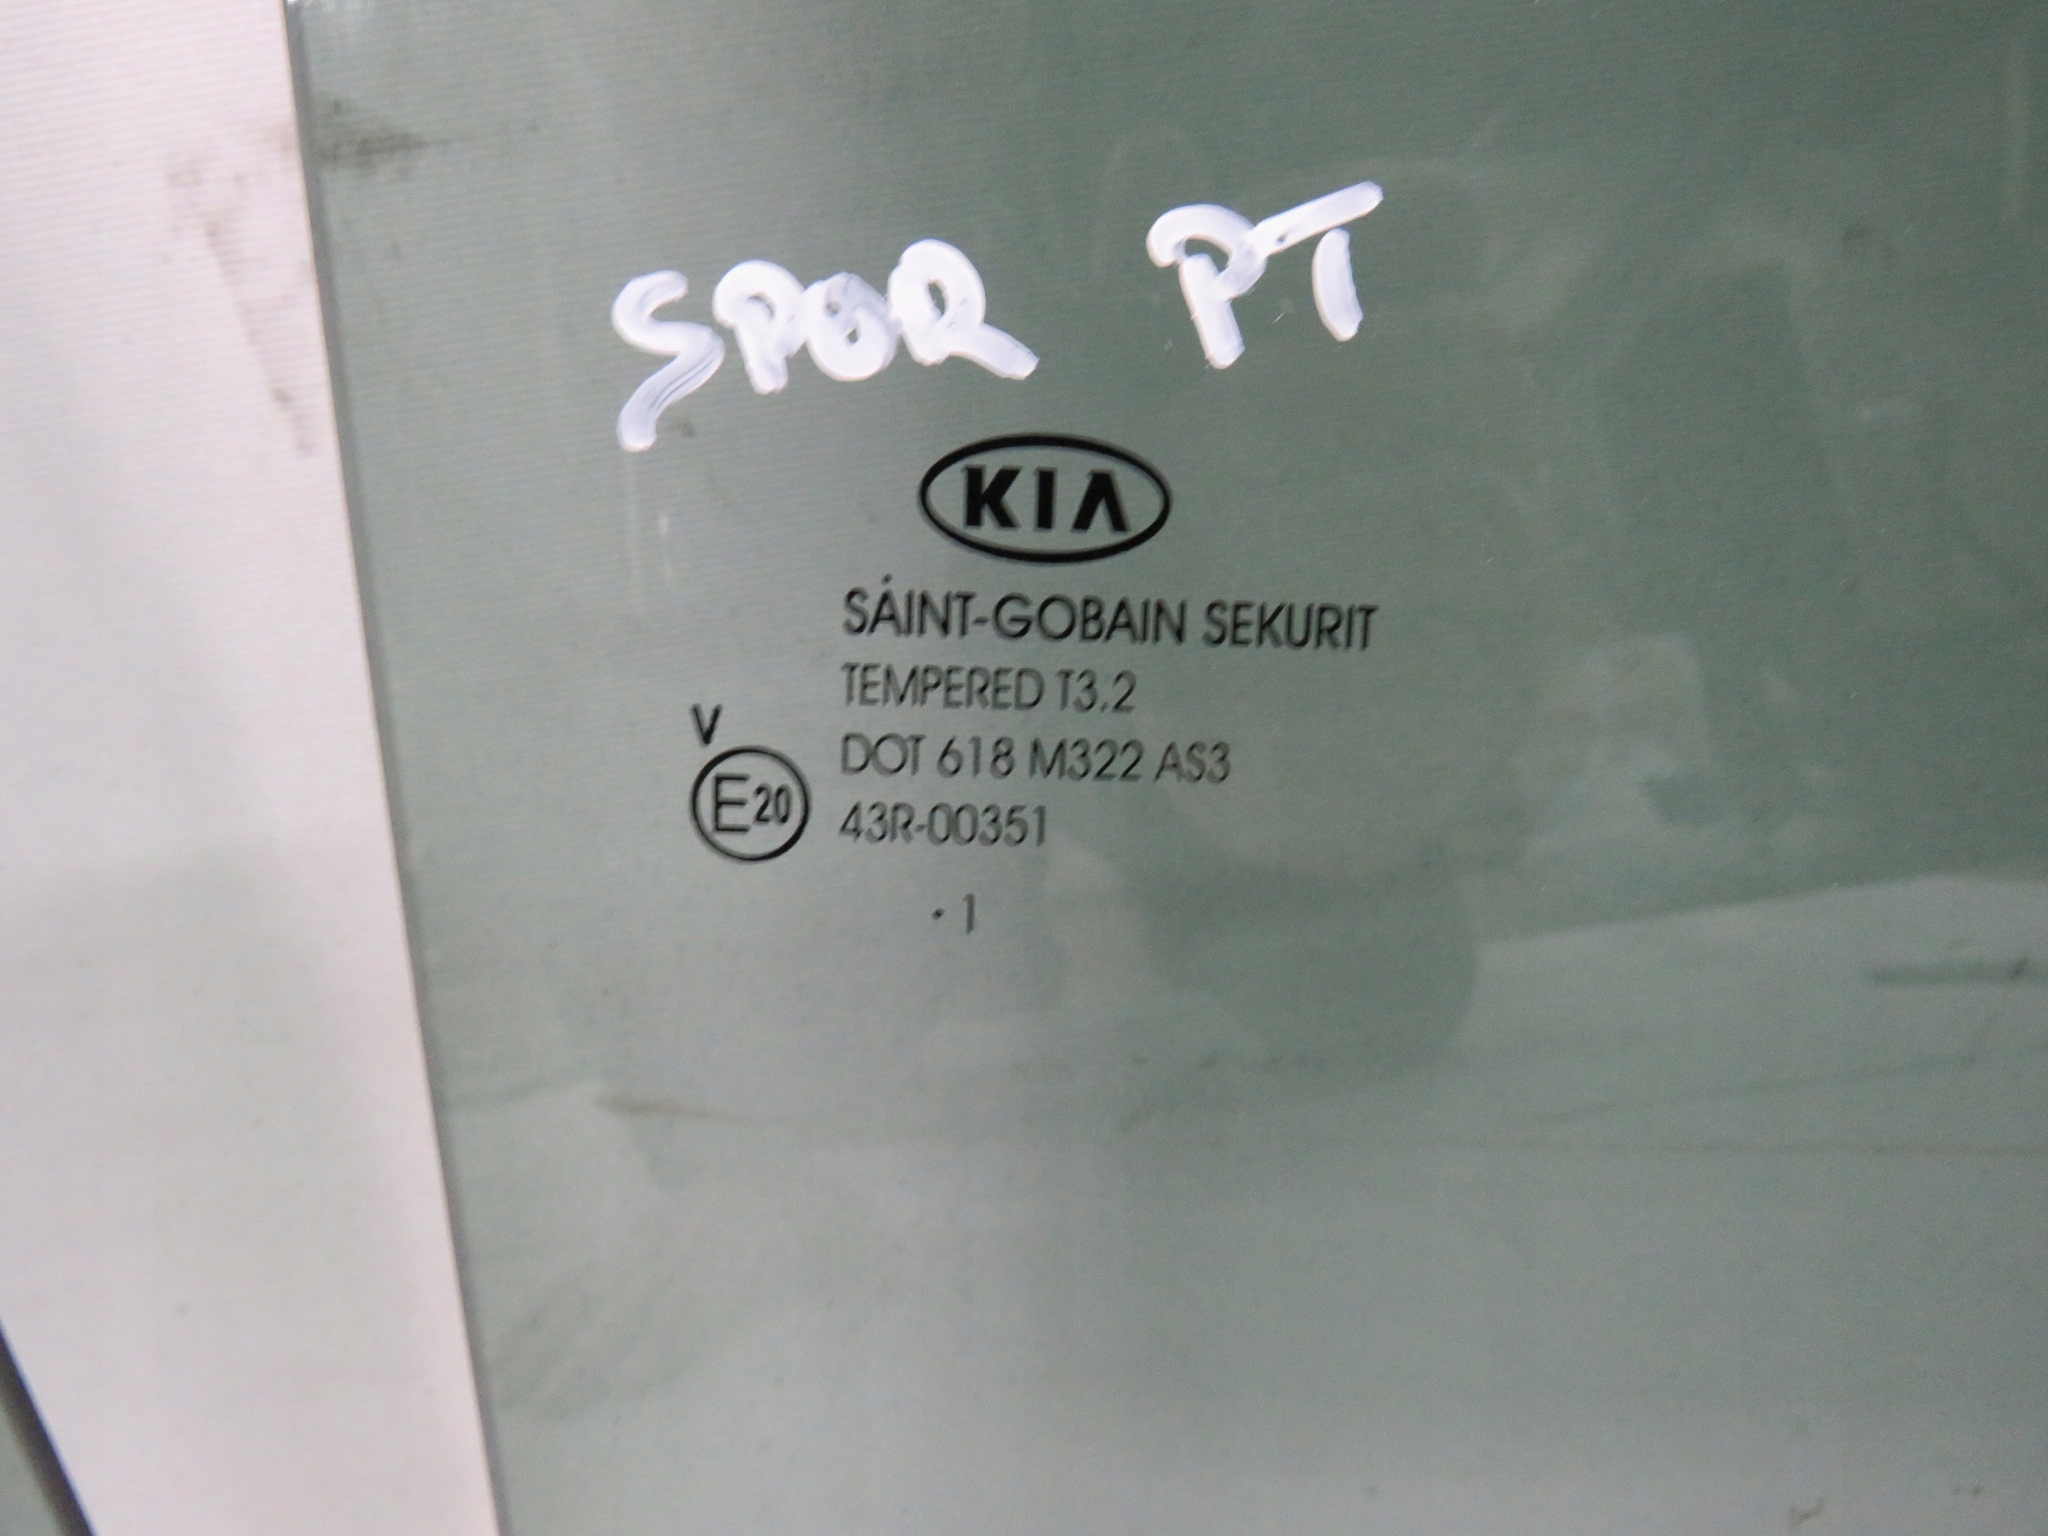 SPOR PT
KIA
SAINT-GOBAIN SEKURIT
TEMPERED T3.2
V
DOT 618 M322 AS3
E20
43R-00351
· 1